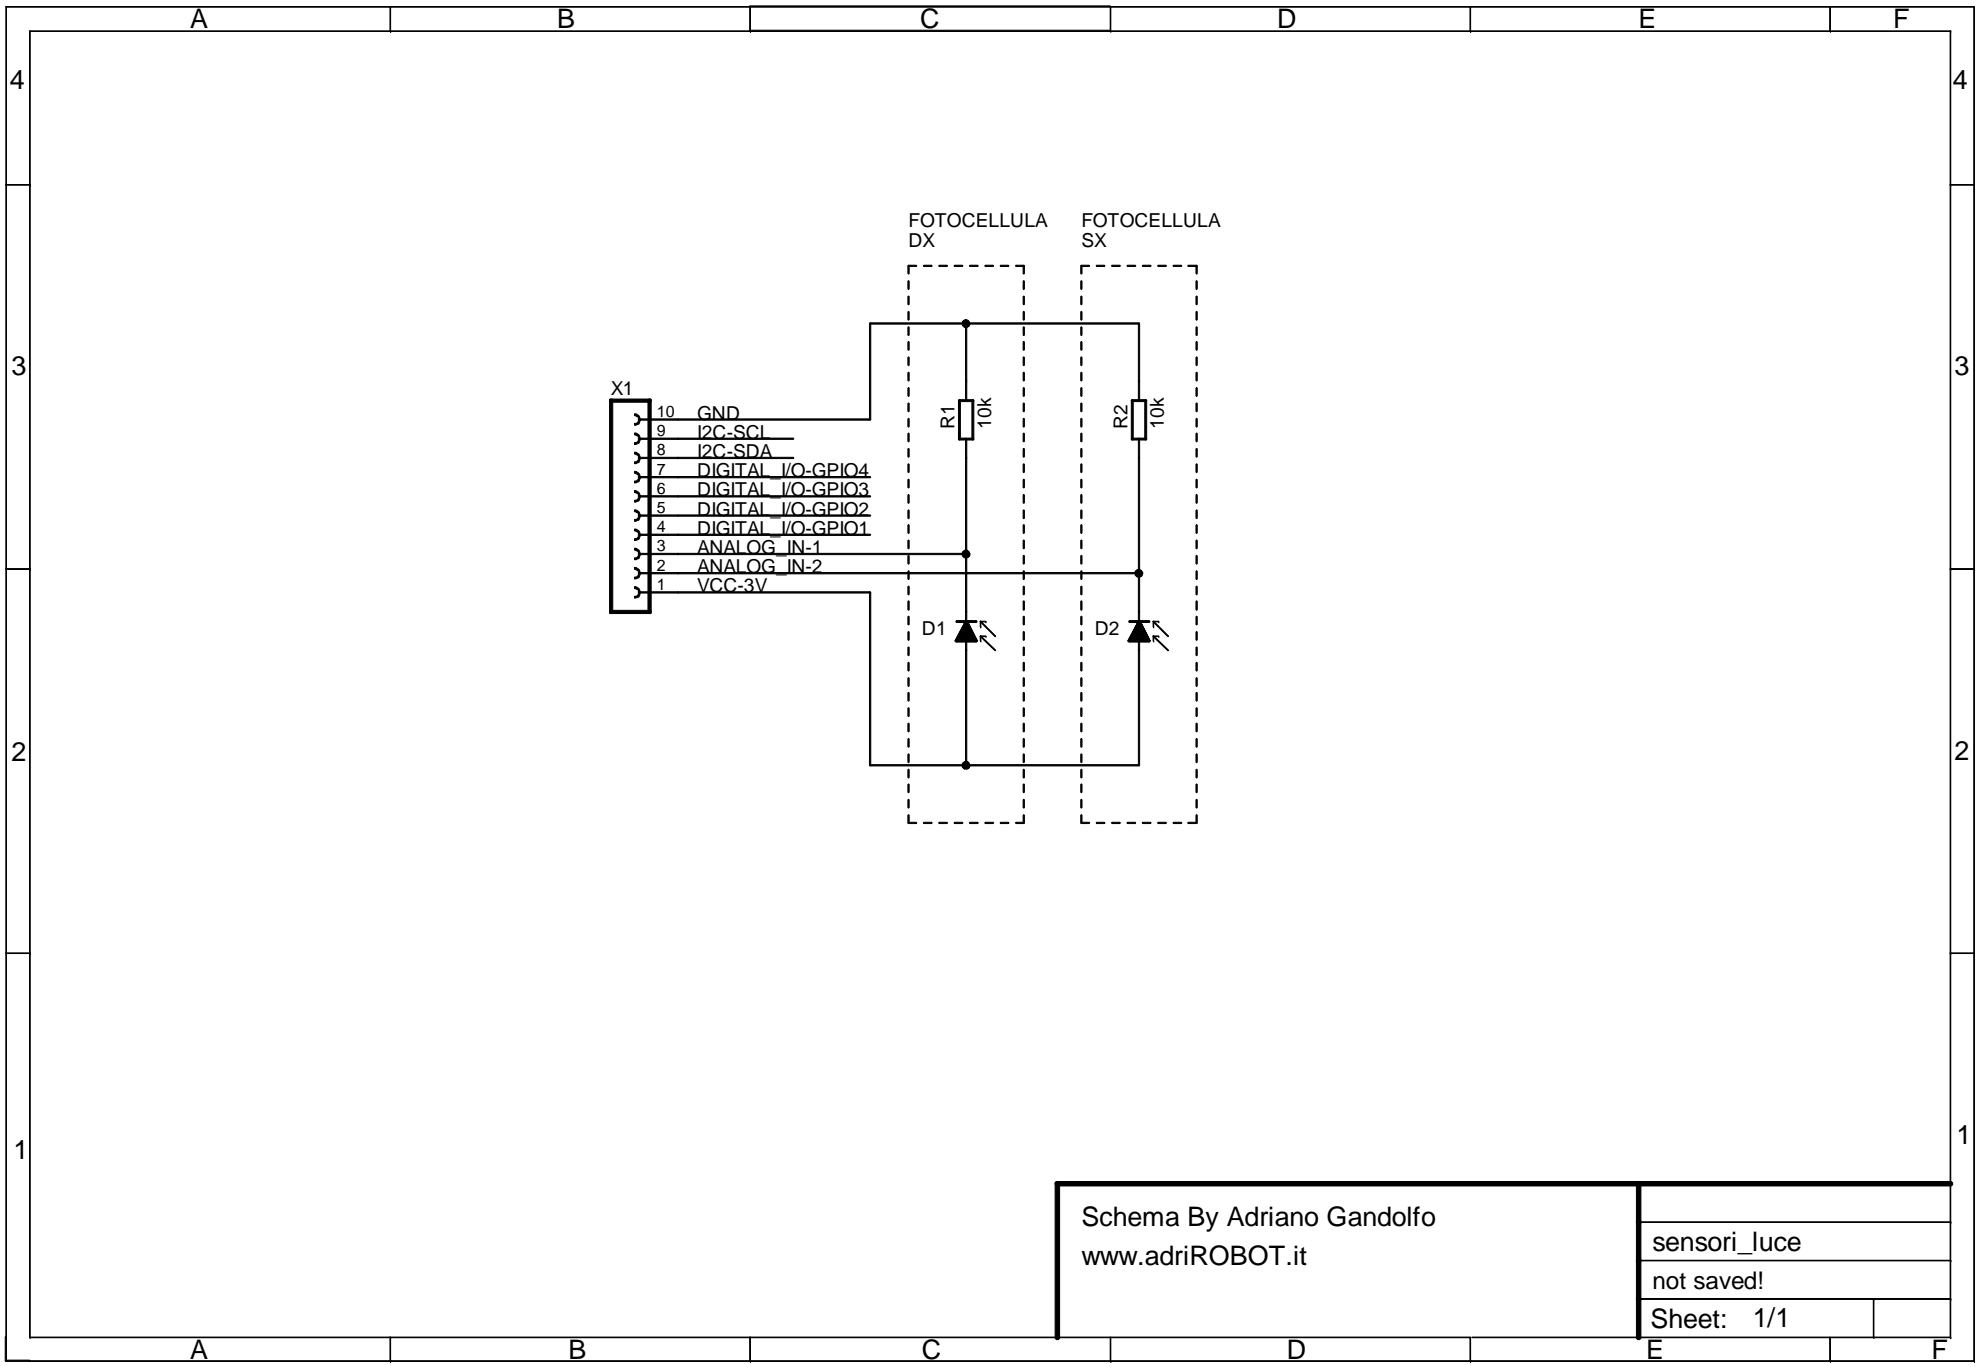 A B C D E F
4 4
FOTOCELLULA FOTOCELLULA
DX SX
3 3
X1
10 GND
9 I2C-SCL
8 I2C-SDA
7 DIGITAL_I/O-GPIO4
6 DIGITAL_I/O-GPIO3
5 DIGITAL_I/O-GPIO2
4 DIGITAL_I/O-GPIO1
3 ANALOG_IN-1
2 ANALOG_IN-2
1 VCC-3V
R1 10k
R2 10k
D1 D2
2 2
1 1
Schema By Adriano Gandolfo
www.adriROBOT.it
sensori_luce
not saved!
Sheet: 1/1
A B C D E F